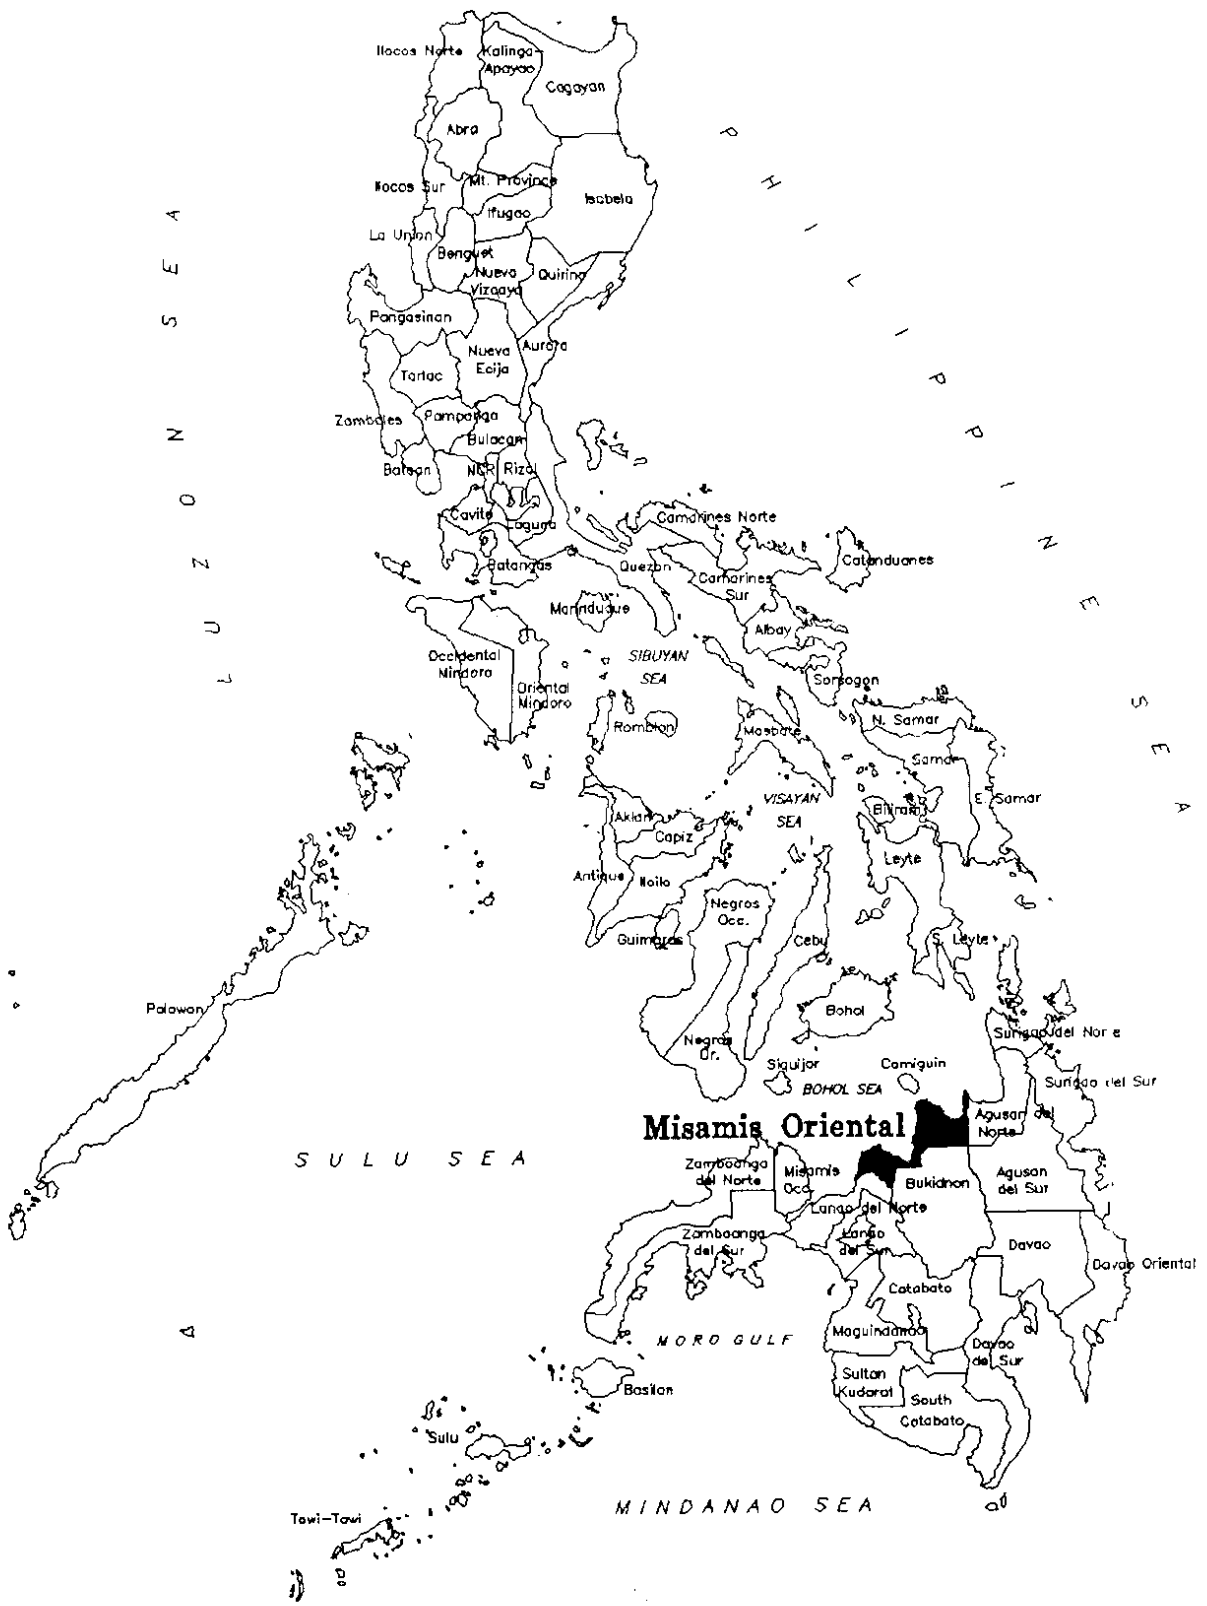 Ilocos Norte
Kalinga-
Apayao
Cagayan
Abra
Ilocos Sur
Mt. Province
Ifugao
Isabela
La Union
Benguet
Nueva
Vizcaya
Quirino
Pangasinan
Nueva
Ecija
Aurora
Tarlac
Zambales
Pampanga
Bulacan
Bataan
NCR
Rizal
Cavite
Laguna
Batangas
Quezon
Camarines Norte
Camarines
Sur
Catanduanes
Marinduque
Albay
Occidental
Mindoro
Oriental
Mindoro
SIBUYAN
SEA
Sorsogon
Romblon
Masbate
N. Samar
Samar
E. Samar
VISAYAN
SEA
Biliran
Aklan
Capiz
Antique
Iloilo
Guimaras
Negros
Occ.
Cebu
Leyte
S. Leyte
Palawan
Bohol
Negros
Or.
Siquijor
Camiguin
BOHOL SEA
Surigao del Norte
Surigao del Sur
Misamis Oriental
Agusan del
Norte
Zamboanga
del Norte
Misamis
Occ.
Bukidnon
Agusan
del Sur
Lanao del Norte
Lanao
del Sur
Zamboanga
del Sur
Davao
Davao Oriental
Cotabato
Maguindanao
Davao
del Sur
Sultan
Kudarat
South
Cotabato
Basilan
Sulu
Tawi-Tawi
LUZON SEA
PHILIPPINE SEA
SULU SEA
MORO GULF
MINDANAO SEA